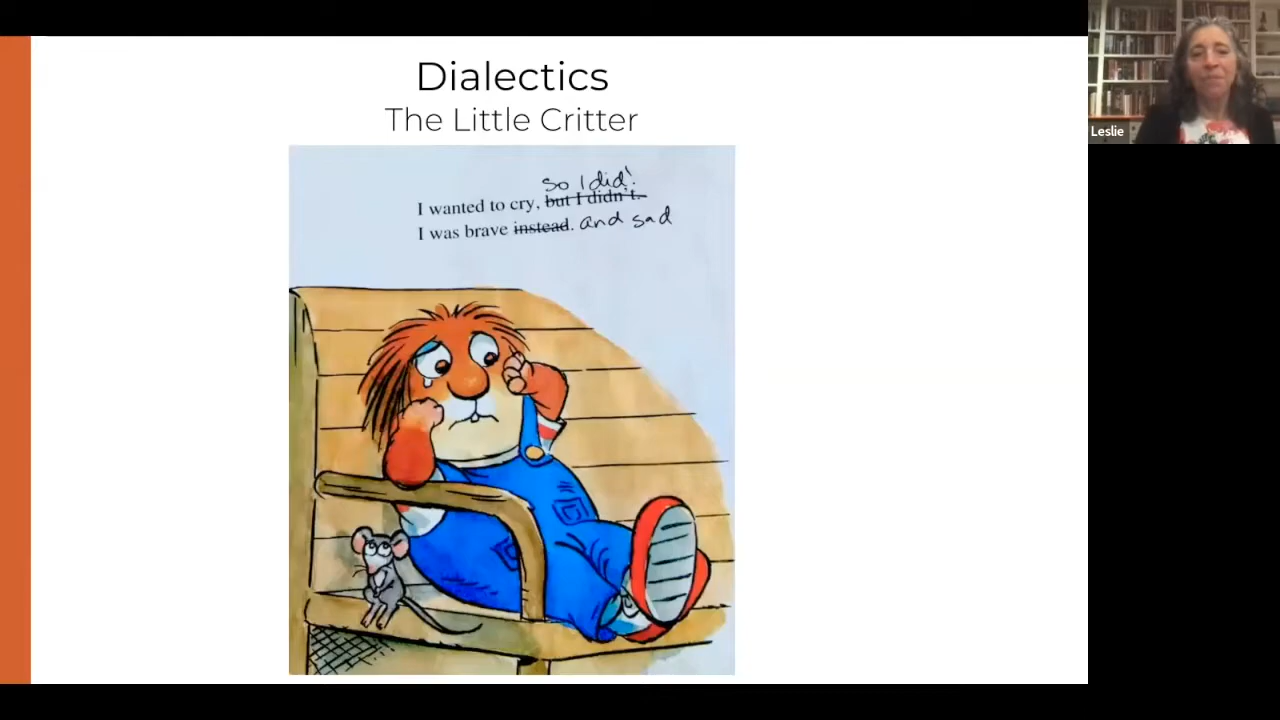 Dialectics
The Little Critter
so I did!
I wanted to cry, but I didn't.
I was brave instead. and sad
Leslie